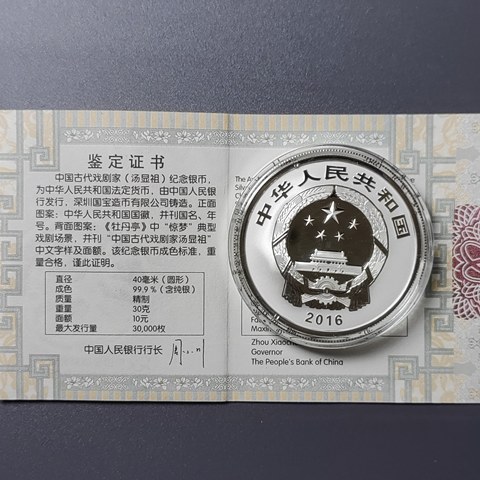 鉴定证书
中国古代戏剧家（汤显祖）纪念银币，
为中华人民共和国法定货币，由中国人民银
行发行，深圳国宝造币有限公司铸造。正面
图案：中华人民共和国国徽，并刊国名、年
号。背面图案：《牡丹亭》中“惊梦”典型
戏剧场景，并刊“中国古代戏剧家汤显祖”
中文字样及面额。该纪念银币成色标准，重
量合格，谨此证明。
直径 40毫米（圆形）
成色 99.9％（含纯银）
质量 精制
重量 30克
面额 10元
最大发行量 30,000枚
中国人民银行行长
Zhou Xiaoch
Governor
The People's Bank of China
中华人民共和国
2016